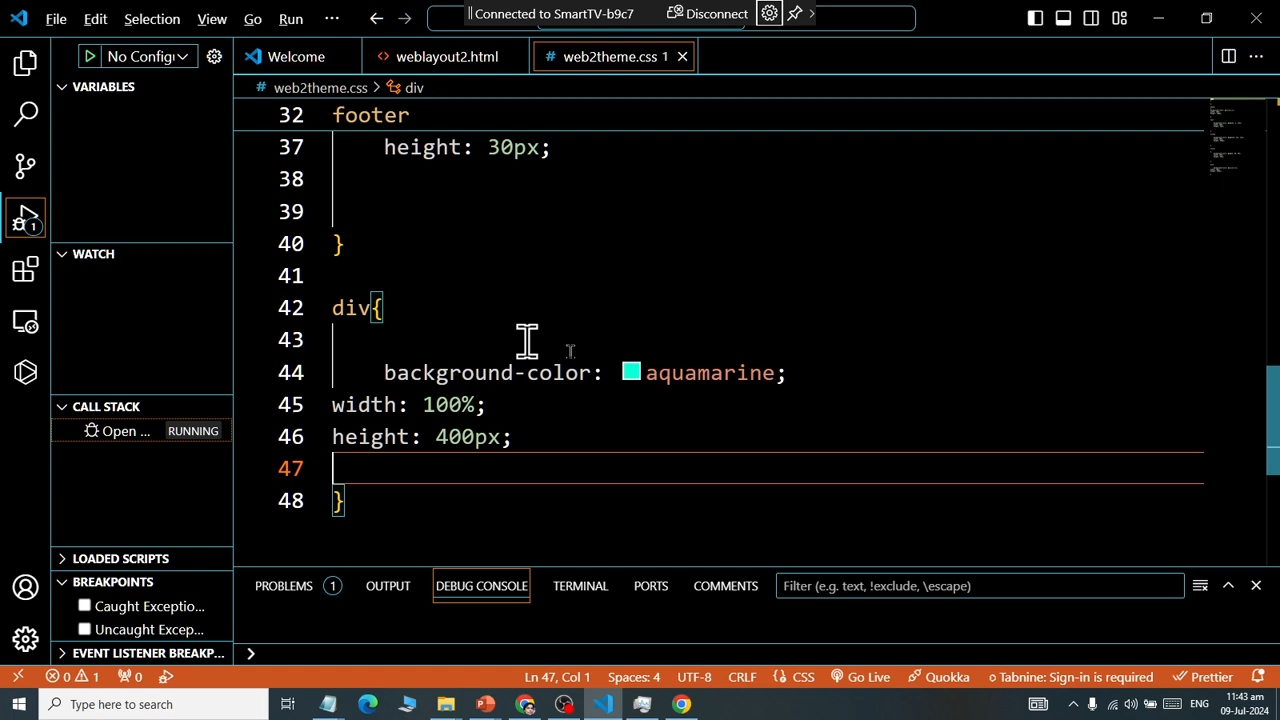 File Edit Selection View Go Run ···
Connected to SmartTV-b9c7 Disconnect
No Config
Welcome weblayout2.html # web2theme.css 1
# web2theme.css > div
VARIABLES
WATCH
CALL STACK
Open ... RUNNING
LOADED SCRIPTS
BREAKPOINTS
Caught Exceptio...
Uncaught Excep...
EVENT LISTENER BREAKP...
1
32 footer
37 height: 30px;
38
39
40 }
41
42 div{
43
44 background-color: aquamarine;
45 width: 100%;
46 height: 400px;
47
48 }
PROBLEMS 1 OUTPUT DEBUG CONSOLE TERMINAL PORTS COMMENTS Filter (e.g. text, !exclude, \escape)
>
0 1 0 Ln 47, Col 1 Spaces: 4 UTF-8 CRLF CSS Go Live Quokka Tabnine: Sign-in is required Prettier
Type here to search
ENG
11:43 am
09-Jul-2024